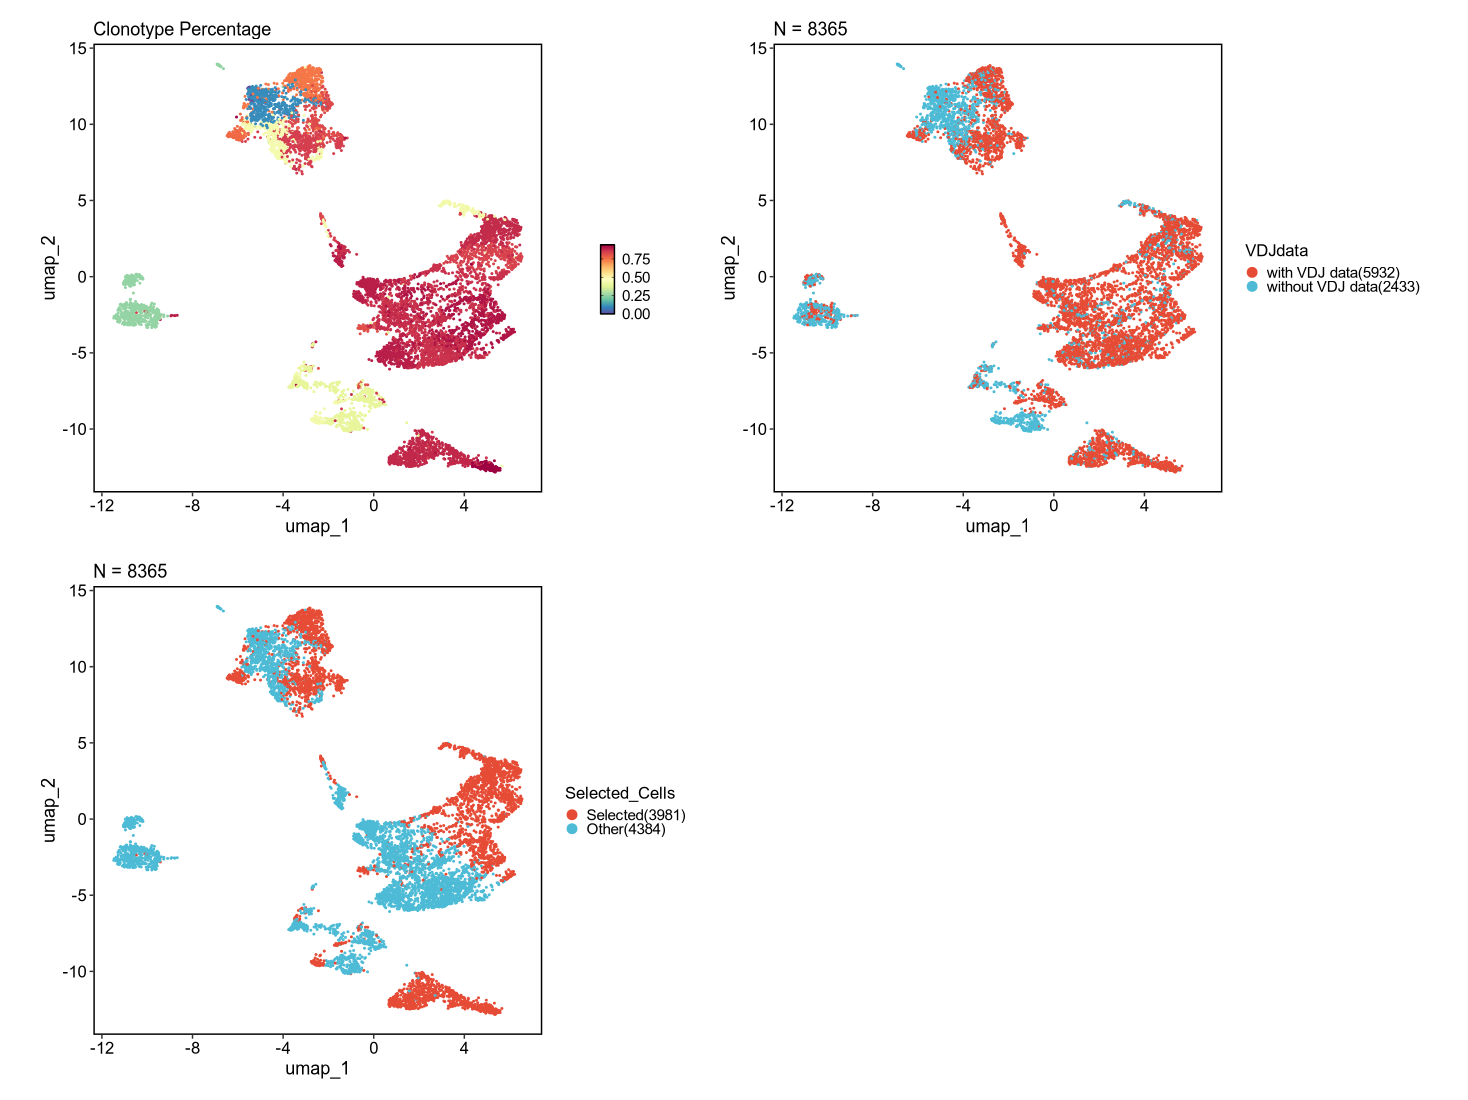 Clonotype Percentage
15
10
5
0
-5
-10
-12
-8
-4
0
4
umap_1
umap_2
0.75
0.50
0.25
0.00
N = 8365
15
10
5
0
-5
-10
-12
-8
-4
0
4
umap_1
umap_2
VDJdata
with VDJ data(5932)
without VDJ data(2433)
N = 8365
15
10
5
0
-5
-10
-12
-8
-4
0
4
umap_1
umap_2
Selected_Cells
Selected(3981)
Other(4384)